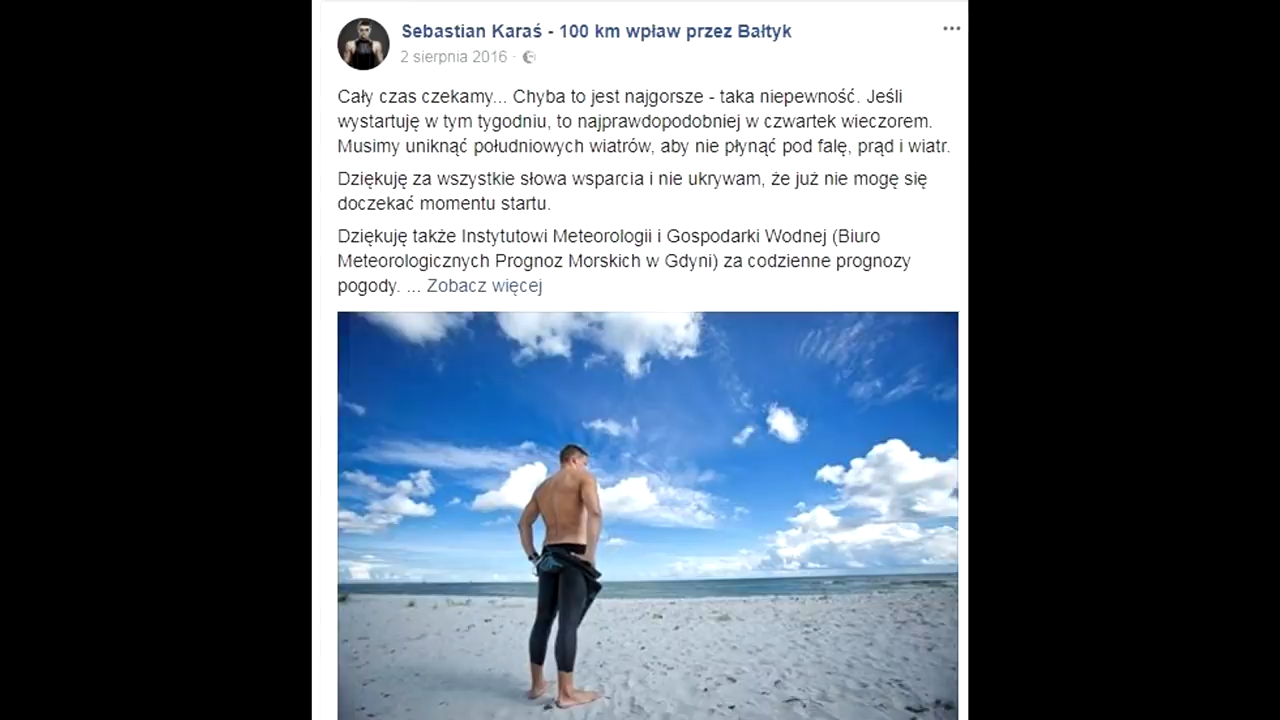 Sebastian Karaś - 100 km wpław przez Bałtyk
2 sierpnia 2016 ·
Cały czas czekamy... Chyba to jest najgorsze - taka niepewność. Jeśli
wystartuję w tym tygodniu, to najprawdopodobniej w czwartek wieczorem.
Musimy uniknąć południowych wiatrów, aby nie płynąć pod falę, prąd i wiatr.
Dziękuję za wszystkie słowa wsparcia i nie ukrywam, że już nie mogę się
doczekać momentu startu.
Dziękuję także Instytutowi Meteorologii i Gospodarki Wodnej (Biuro
Meteorologicznych Prognoz Morskich w Gdyni) za codzienne prognozy
pogody. ... Zobacz więcej